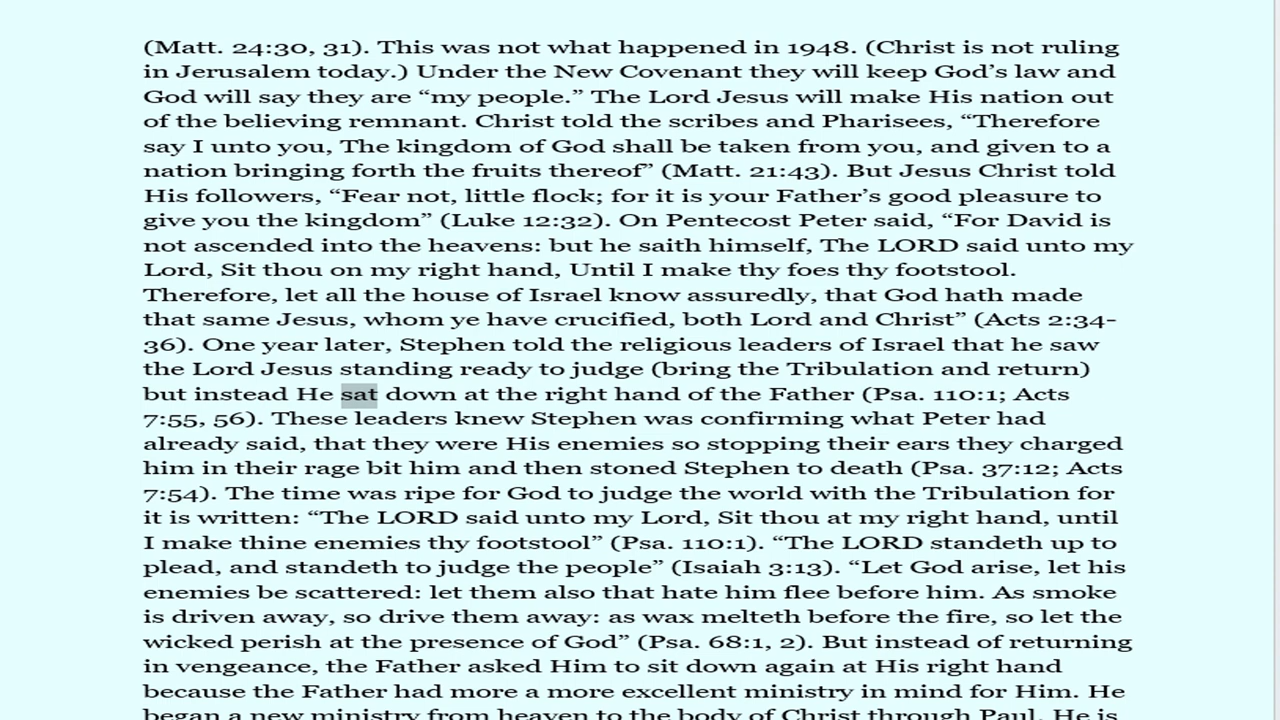 (Matt. 24:30, 31). This was not what happened in 1948. (Christ is not ruling
in Jerusalem today.) Under the New Covenant they will keep God’s law and
God will say they are “my people.” The Lord Jesus will make His nation out
of the believing remnant. Christ told the scribes and Pharisees, “Therefore
say I unto you, The kingdom of God shall be taken from you, and given to a
nation bringing forth the fruits thereof” (Matt. 21:43). But Jesus Christ told
His followers, “Fear not, little flock; for it is your Father’s good pleasure to
give you the kingdom” (Luke 12:32). On Pentecost Peter said, “For David is
not ascended into the heavens: but he saith himself, The LORD said unto my
Lord, Sit thou on my right hand, Until I make thy foes thy footstool.
Therefore, let all the house of Israel know assuredly, that God hath made
that same Jesus, whom ye have crucified, both Lord and Christ” (Acts 2:34-
36). One year later, Stephen told the religious leaders of Israel that he saw
the Lord Jesus standing ready to judge (bring the Tribulation and return)
but instead He sat down at the right hand of the Father (Psa. 110:1; Acts
7:55, 56). These leaders knew Stephen was confirming what Peter had
already said, that they were His enemies so stopping their ears they charged
him in their rage bit him and then stoned Stephen to death (Psa. 37:12; Acts
7:54). The time was ripe for God to judge the world with the Tribulation for
it is written: “The LORD said unto my Lord, Sit thou at my right hand, until
I make thine enemies thy footstool” (Psa. 110:1). “The LORD standeth up to
plead, and standeth to judge the people” (Isaiah 3:13). “Let God arise, let his
enemies be scattered: let them also that hate him flee before him. As smoke
is driven away, so drive them away: as wax melteth before the fire, so let the
wicked perish at the presence of God” (Psa. 68:1, 2). But instead of returning
in vengeance, the Father asked Him to sit down again at His right hand
because the Father had more a more excellent ministry in mind for Him. He
began a new ministry from heaven to the body of Christ through Paul. He is